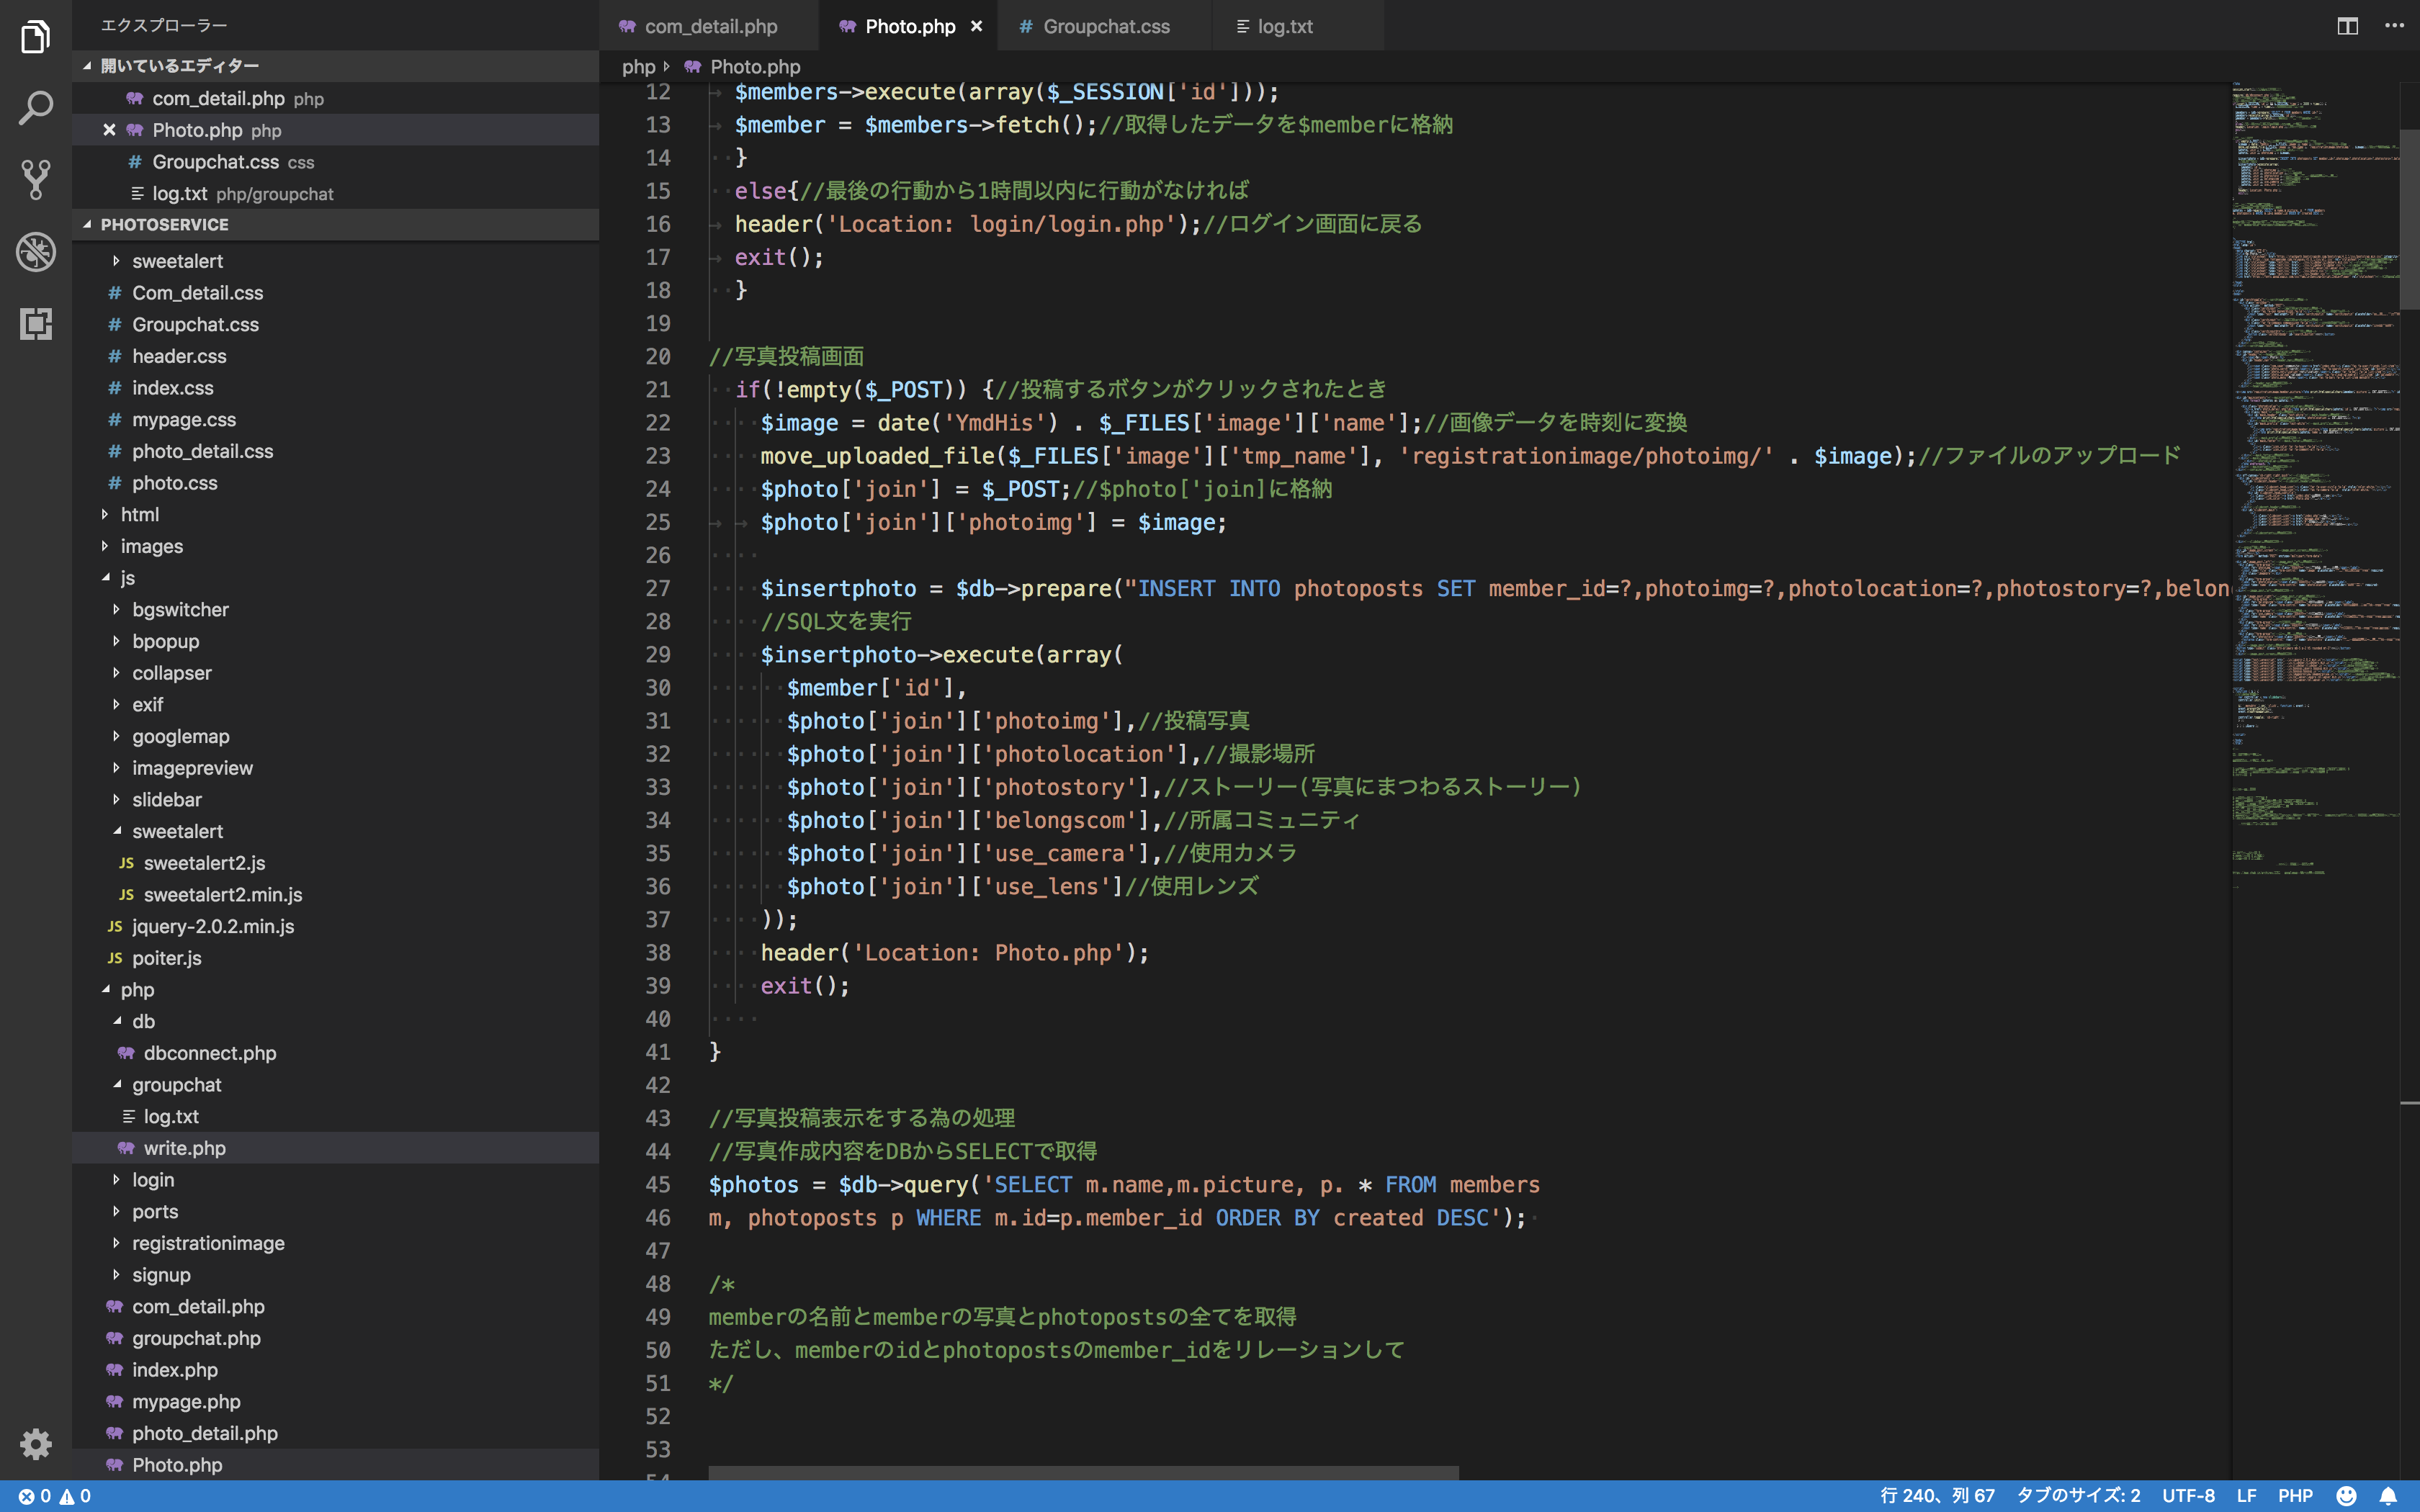 エクスプローラー
開いているエディター
com_detail.php php
Photo.php php
Groupchat.css css
log.txt php/groupchat
PHOTOSERVICE
sweetalert
Com_detail.css
Groupchat.css
header.css
index.css
mypage.css
photo_detail.css
photo.css
html
images
js
bgswitcher
bpopup
collapser
exif
googlemap
imagepreview
slidebar
sweetalert
JS sweetalert2.js
JS sweetalert2.min.js
JS jquery-2.0.2.min.js
JS poiter.js
php
db
dbconnect.php
groupchat
log.txt
write.php
login
ports
registrationimage
signup
com_detail.php
groupchat.php
index.php
mypage.php
photo_detail.php
Photo.php
com_detail.php Photo.php Groupchat.css log.txt
php Photo.php
12 $members->execute(array($_SESSION['id']));
13 $member = $members->fetch();//取得したデータを$memberに格納
14 }
15 else{//最後の行動から1時間以内に行動がなければ
16 header('Location: login/login.php');//ログイン画面に戻る
17 exit();
18 }
19
20 //写真投稿画面
21 if(!empty($_POST)) {//投稿するボタンがクリックされたとき
22 $image = date('YmdHis') . $_FILES['image']['name'];//画像データを時刻に変換
23 move_uploaded_file($_FILES['image']['tmp_name'], 'registrationimage/photoimg/' . $image);//ファイルのアップロード
24 $photo['join'] = $_POST;//$photo['join]に格納
25 $photo['join']['photoimg'] = $image;
26
27 $insertphoto = $db->prepare("INSERT INTO photoposts SET member_id=?,photoimg=?,photolocation=?,photostory=?,belon
28 //SQL文を実行
29 $insertphoto->execute(array(
30 $member['id'],
31 $photo['join']['photoimg'],//投稿写真
32 $photo['join']['photolocation'],//撮影場所
33 $photo['join']['photostory'],//ストーリー(写真にまつわるストーリー)
34 $photo['join']['belongscom'],//所属コミュニティ
35 $photo['join']['use_camera'],//使用カメラ
36 $photo['join']['use_lens']//使用レンズ
37 ));
38 header('Location: Photo.php');
39 exit();
40
41 }
42
43 //写真投稿表示をする為の処理
44 //写真作成内容をDBからSELECTで取得
45 $photos = $db->query('SELECT m.name,m.picture, p. * FROM members
46 m, photoposts p WHERE m.id=p.member_id ORDER BY created DESC');
47
48 /*
49 memberの名前とmemberの写真とphotopostsの全てを取得
50 ただし、memberのidとphotopostsのmember_idをリレーションして
51 */
52
53
54
0 0 行 240、列 67 タブのサイズ: 2 UTF-8 LF PHP